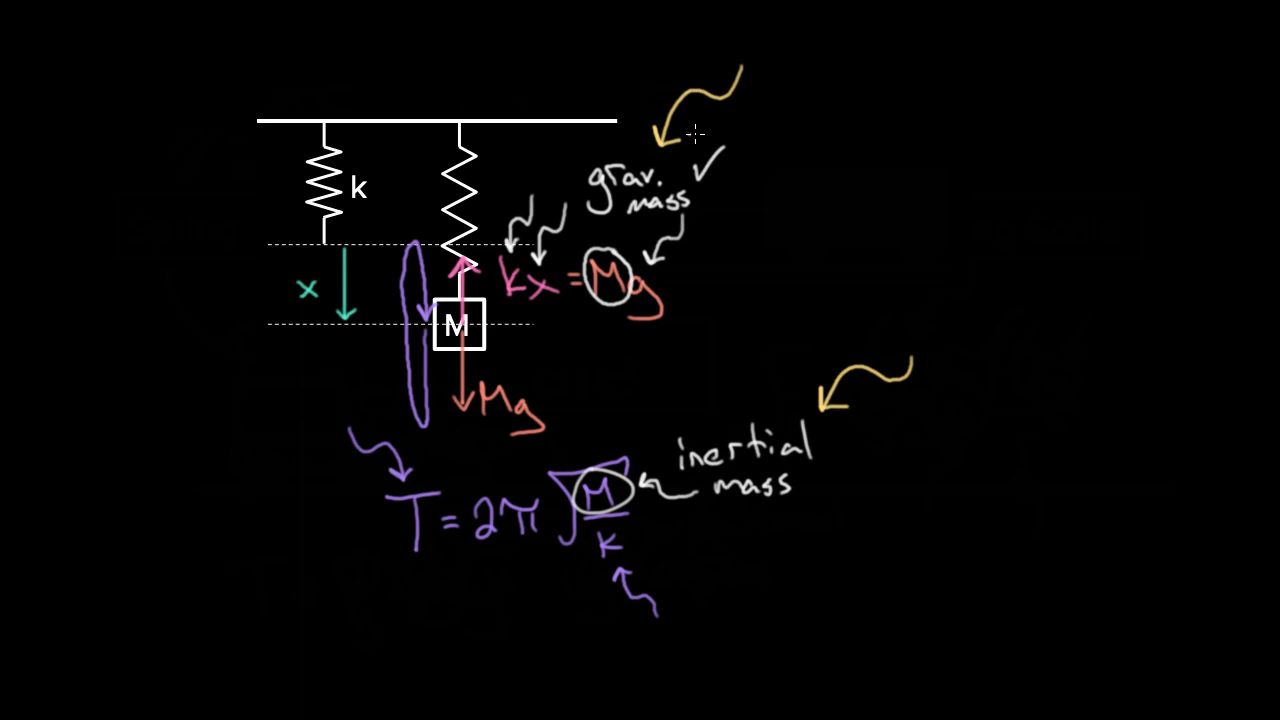 k
grav. ✓
mass
x
kx = Mg
M
Mg
inertial
mass
T = 2π √(M/k)